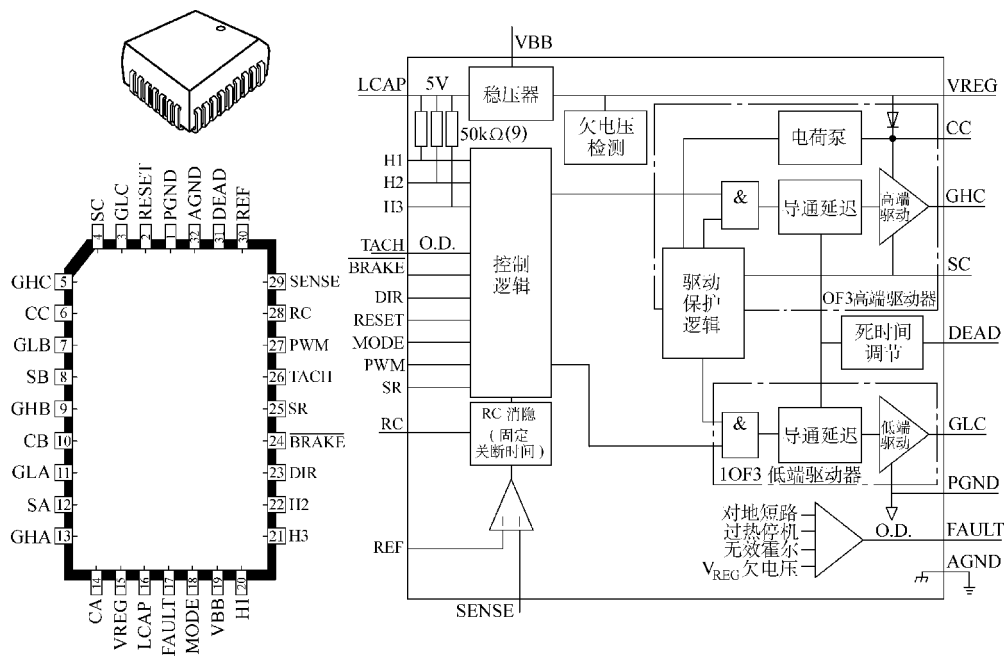 SC
GLC
RESET
PGND
AGND
DEAD
REF
4
3
2
1
32
31
30
GHC 5
CC 6
GLB 7
SB 8
GHB 9
CB 10
GLA 11
SA 12
GHA 13
29 SENSE
28 RC
27 PWM
26 TACH
25 SR
24 BRAKE
23 DIR
22 H2
21 H3
14
15
16
17
18
19
20
CA
VREG
LCAP
FAULT
MODE
VBB
H1
VBB
LCAP
5V
稳压器
VREG
50kΩ(9)
欠电压
检测
电荷泵
CC
H1
H2
H3
&
导通延迟
高端
驱动
GHC
TACH
O.D.
BRAKE
控制
逻辑
SC
DIR
驱动
保护
逻辑
OF3高端驱动器
RESET
MODE
死时间
调节
DEAD
PWM
SR
RC
RC 消隐
(固定
关断时间)
&
导通延迟
低端
驱动
GLC
1OF3 低端驱动器
PGND
对地短路
O.D.
过热停机
FAULT
REF
无效霍尔
VREG 欠电压
AGND
SENSE